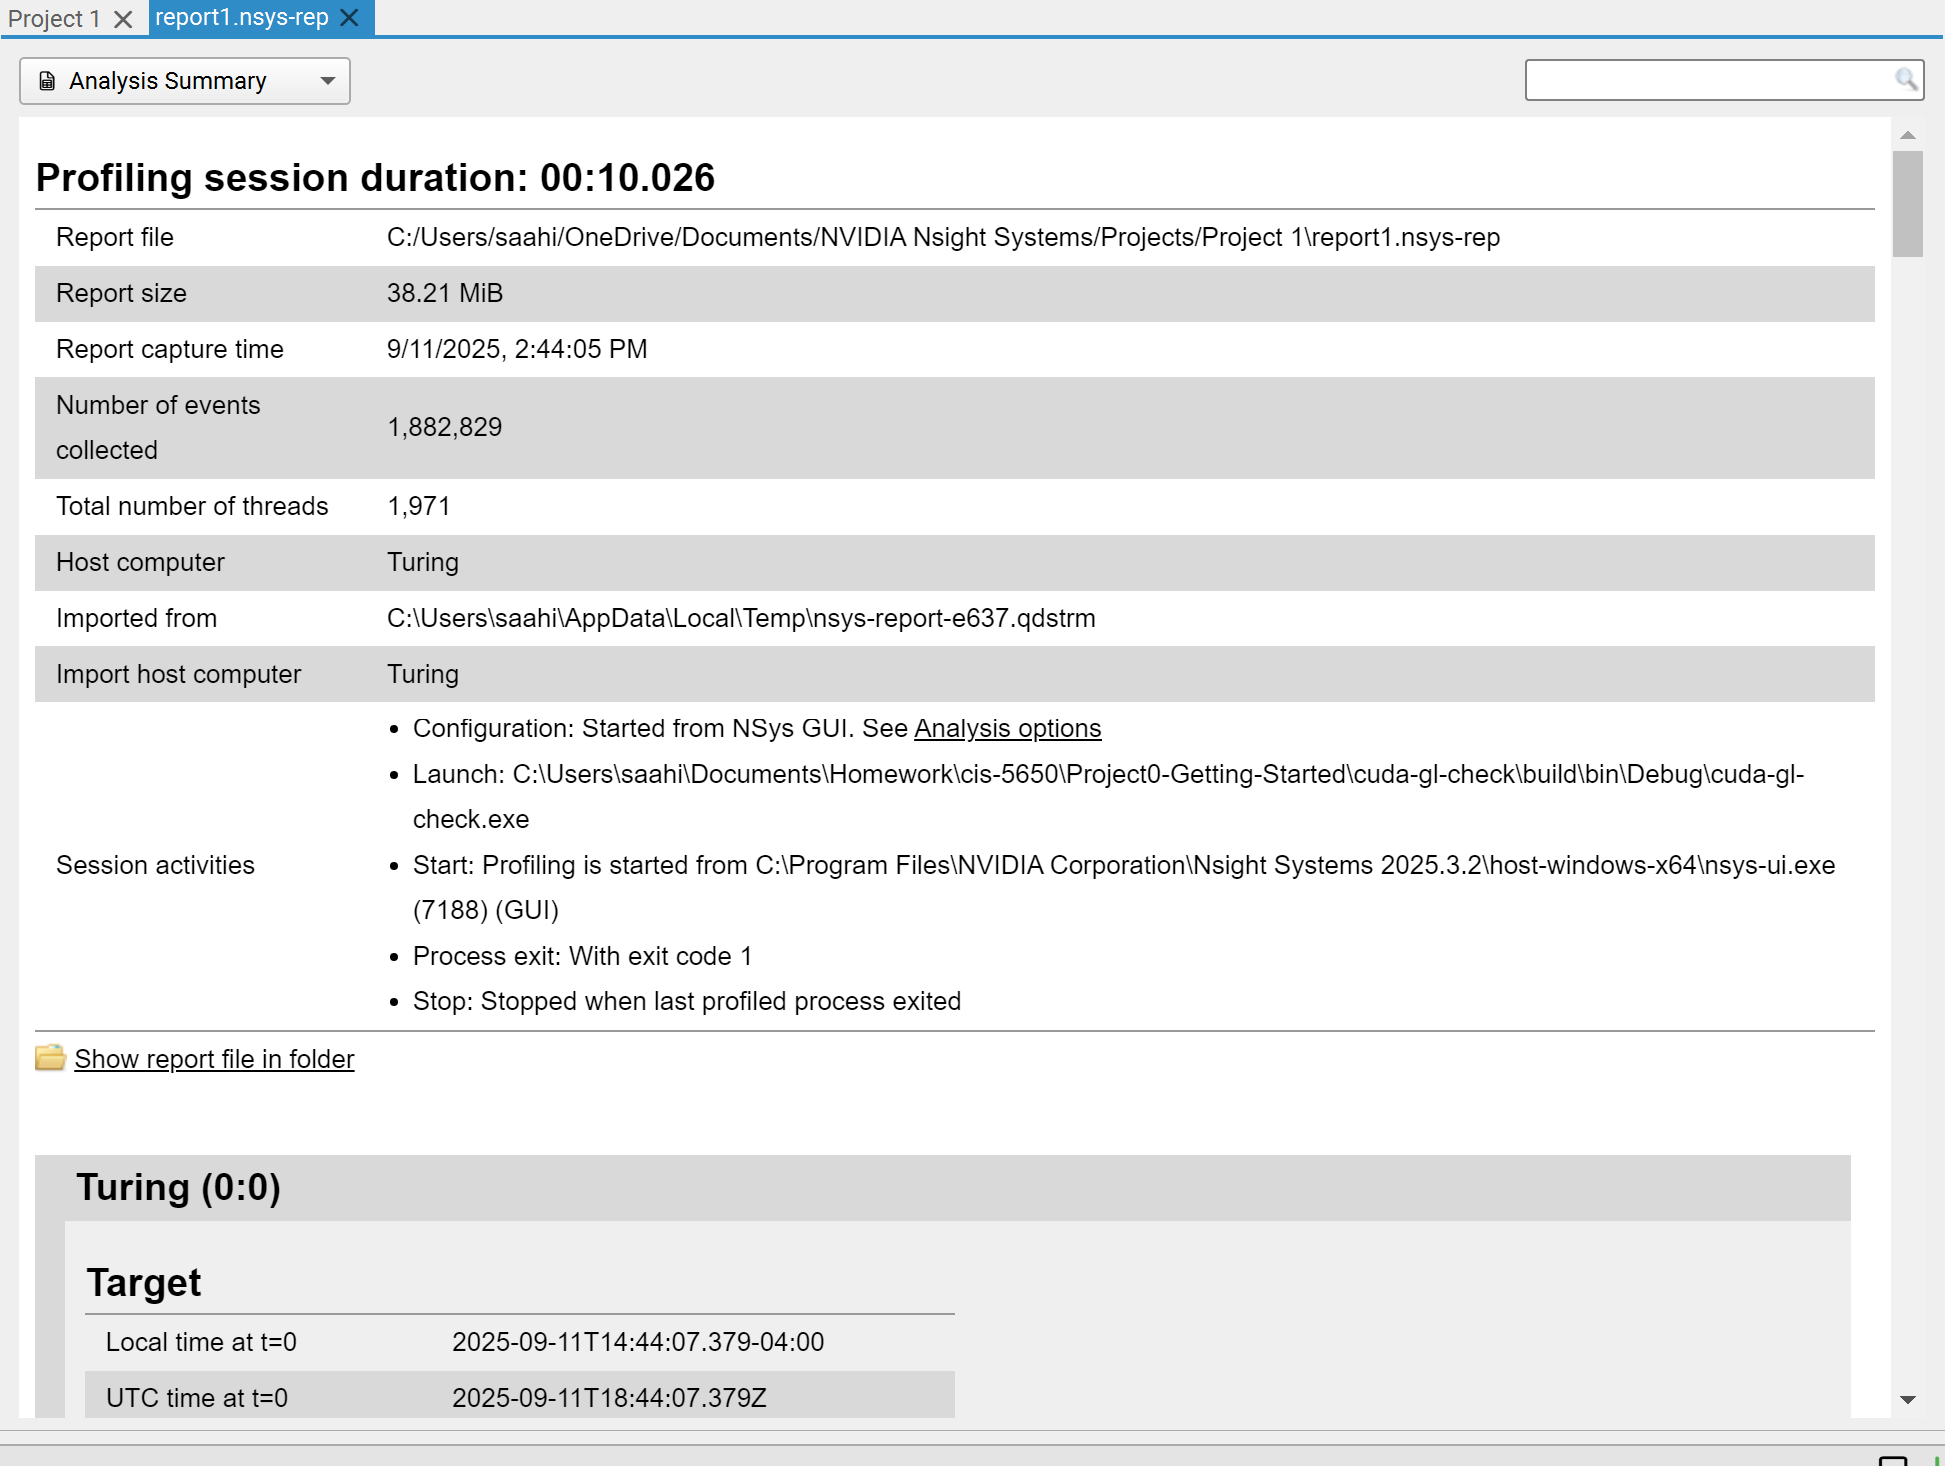 Project 1
report1.nsys-rep
Analysis Summary
Profiling session duration: 00:10.026
Report file C:/Users/saahi/OneDrive/Documents/NVIDIA Nsight Systems/Projects/Project 1\report1.nsys-rep
Report size 38.21 MiB
Report capture time 9/11/2025, 2:44:05 PM
Number of events
collected
1,882,829
Total number of threads 1,971
Host computer Turing
Imported from C:\Users\saahi\AppData\Local\Temp\nsys-report-e637.qdstrm
Import host computer Turing
Session activities
• Configuration: Started from NSys GUI. See Analysis options
• Launch: C:\Users\saahi\Documents\Homework\cis-5650\Project0-Getting-Started\cuda-gl-check\build\bin\Debug\cuda-gl-
check.exe
• Start: Profiling is started from C:\Program Files\NVIDIA Corporation\Nsight Systems 2025.3.2\host-windows-x64\nsys-ui.exe
(7188) (GUI)
• Process exit: With exit code 1
• Stop: Stopped when last profiled process exited
Show report file in folder
Turing (0:0)
Target
Local time at t=0 2025-09-11T14:44:07.379-04:00
UTC time at t=0 2025-09-11T18:44:07.379Z